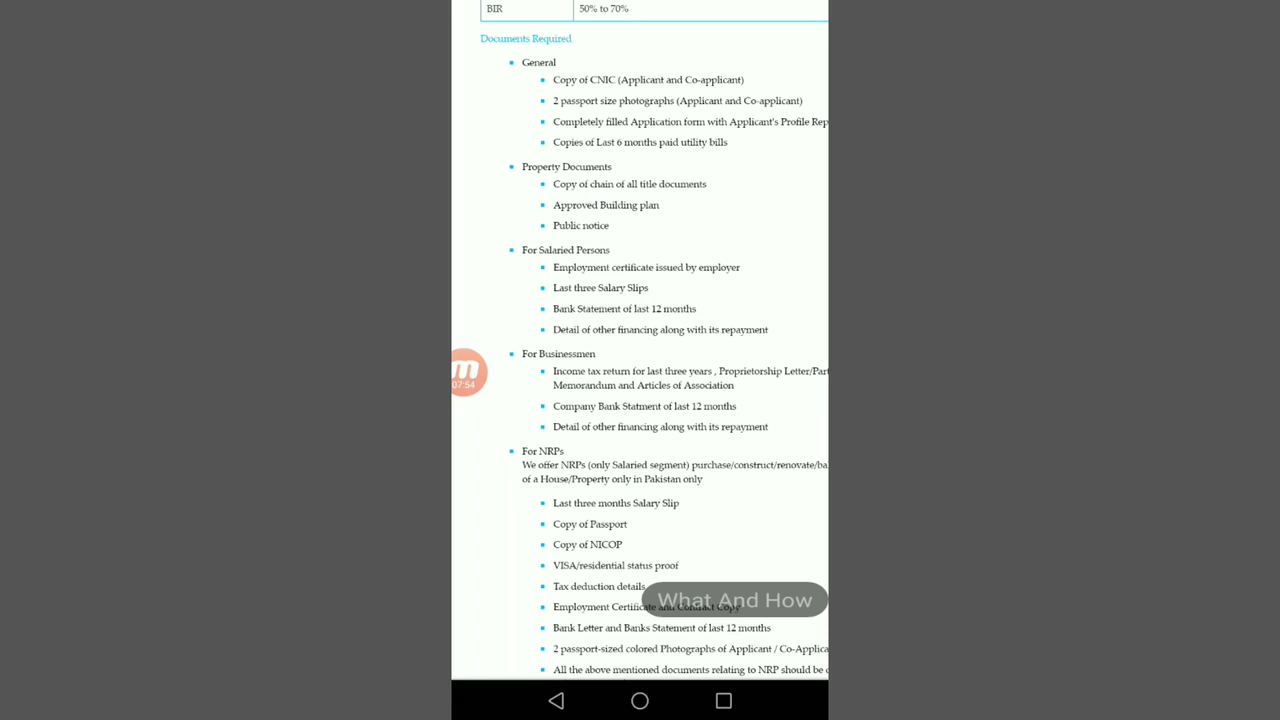 BIR 50% to 70%
Documents Required
General
Copy of CNIC (Applicant and Co-applicant)
2 passport size photographs (Applicant and Co-applicant)
Completely filled Application form with Applicant's Profile Rep
Copies of Last 6 months paid utility bills
Property Documents
Copy of chain of all title documents
Approved Building plan
Public notice
For Salaried Persons
Employment certificate issued by employer
Last three Salary Slips
Bank Statement of last 12 months
Detail of other financing along with its repayment
07:54
For Businessmen
Income tax return for last three years , Proprietorship Letter/Part
Memorandum and Articles of Association
Company Bank Statment of last 12 months
Detail of other financing along with its repayment
For NRPs
We offer NRPs (only Salaried segment) purchase/construct/renovate/bal
of a House/Property only in Pakistan only
Last three months Salary Slip
Copy of Passport
Copy of NICOP
VISA/residential status proof
Tax deduction details
What And How
Employment Certificate and Contract Copy
Bank Letter and Banks Statement of last 12 months
2 passport-sized colored Photographs of Applicant / Co-Applica
All the above mentioned documents relating to NRP should be